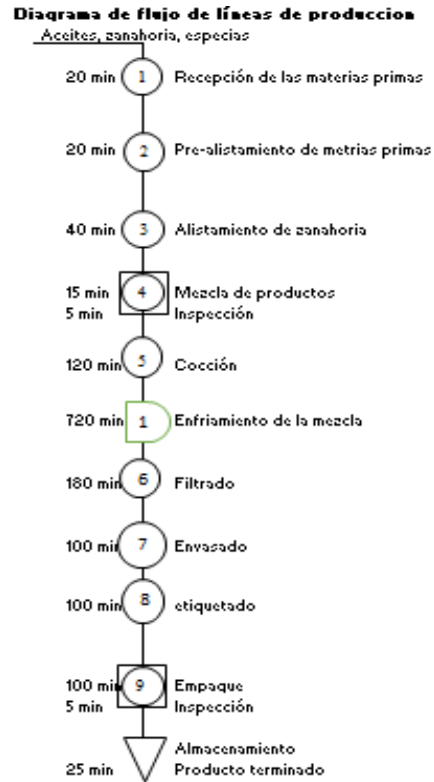 Diagrama de flujo de líneas de produccion
Aceites, zanahoria, especias
20 min 1 Recepción de las materias primas
20 min 2 Pre-alistamiento de metrias primas
40 min 3 Alistamiento de zanahoria
15 min 4 Mezcla de productos
5 min Inspección
120 min 5 Cocción
720 min 1 Enfriamiento de la mezcla
180 min 6 Filtrado
100 min 7 Envasado
100 min 8 etiquetado
100 min 9 Empaque
5 min Inspección
Almacenamiento
25 min Producto terminado